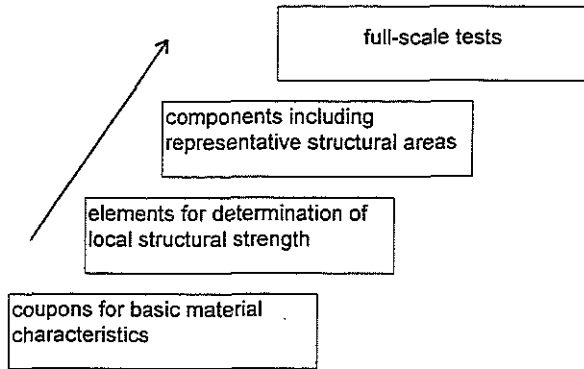 full-scale tests
components including
representative structural areas
elements for determination of
local structural strength
coupons for basic material
characteristics